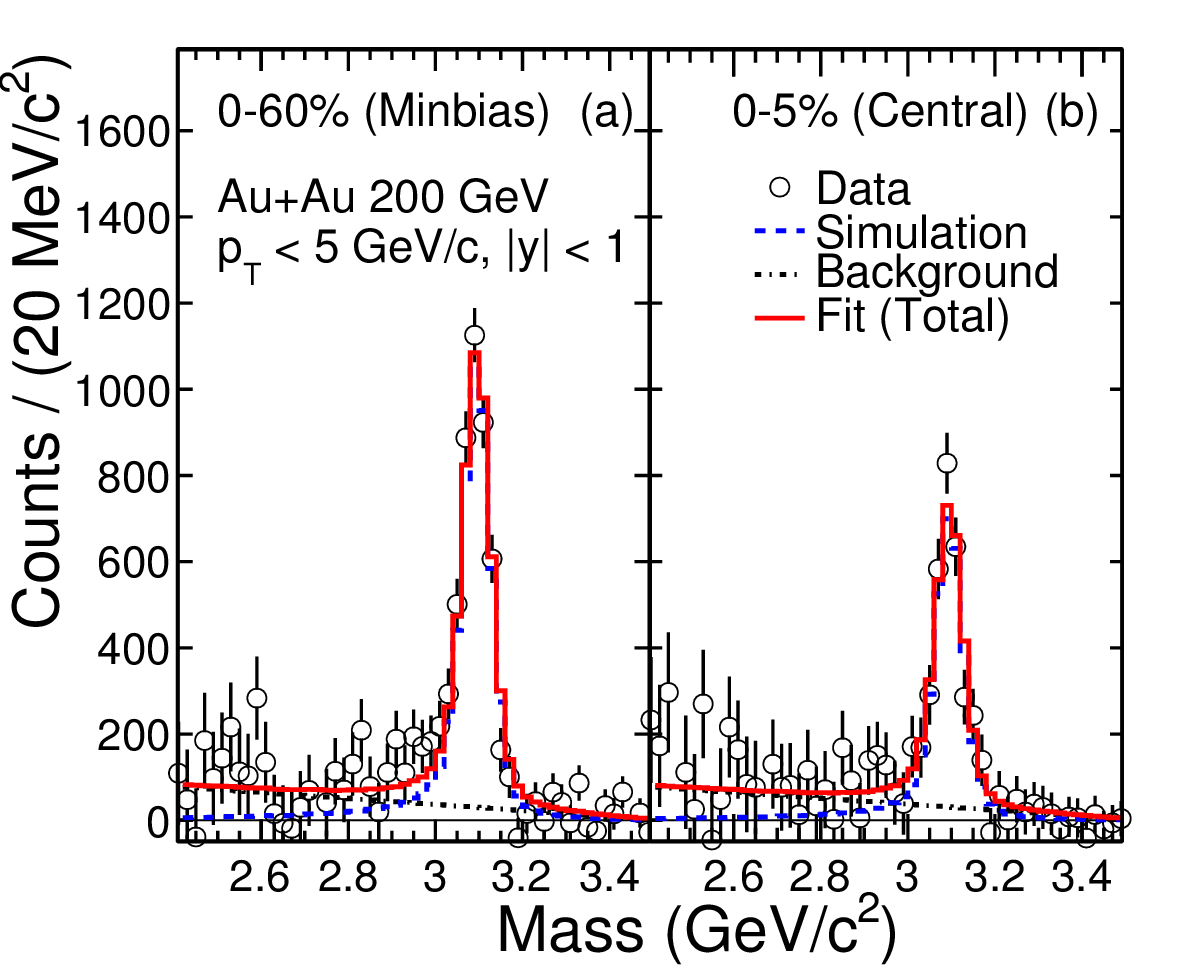 Counts / (20 MeV/c²)
1600
1400
1200
1000
800
600
400
200
0
0-60% (Minbias) (a)
Au+Au 200 GeV
p_T < 5 GeV/c, |y| < 1
0-5% (Central) (b)
Data
Simulation
Background
Fit (Total)
2.6 2.8 3 3.2 3.4
2.6 2.8 3 3.2 3.4
Mass (GeV/c²)